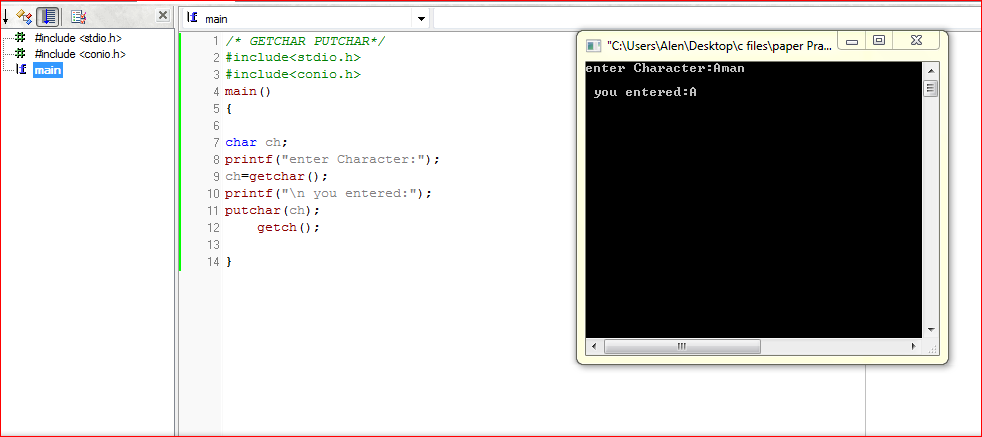 #include <stdio.h>
#include <conio.h>
main
main
1 /* GETCHAR PUTCHAR*/
2 #include<stdio.h>
3 #include<conio.h>
4 main()
5 {
6
7 char ch;
8 printf("enter Character:");
9 ch=getchar();
10 printf("\n you entered:");
11 putchar(ch);
12 getch();
13
14 }
"C:\Users\Alen\Desktop\c files\paper Pra...
enter Character:Aman
you entered:A